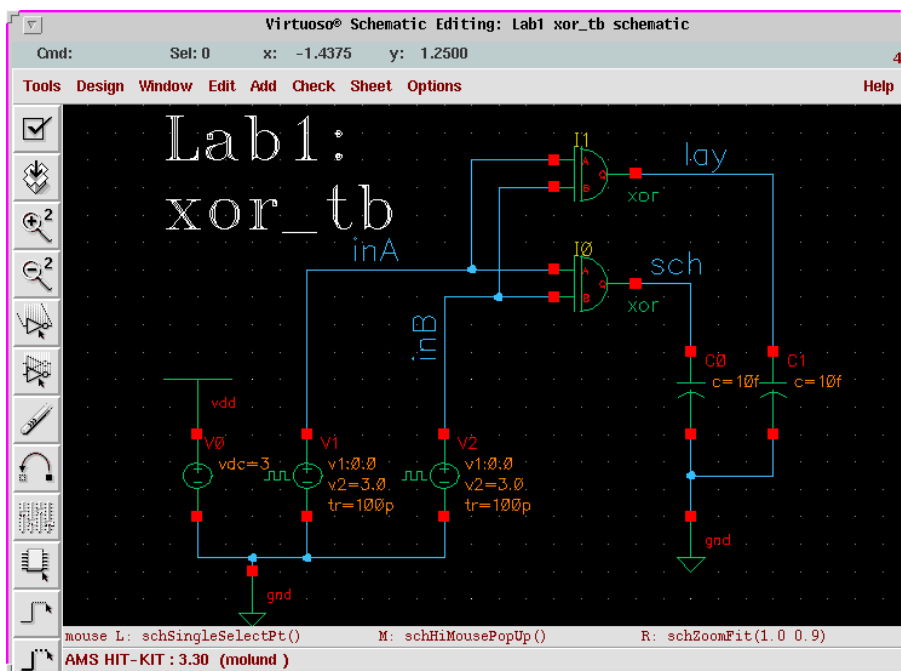 Virtuoso® Schematic Editing: Lab1 xor_tb schematic
Cmd: Sel: 0 x: -1.4375 y: 1.2500 4
Tools Design Window Edit Add Check Sheet Options Help
Lab1:
xor_tb
I1
A
B
Q
xor
lay
inA
I0
A
B
Q
xor
sch
inB
2
2
vdd
V0
vdc=3
V1
v1:0.0
v2=3.0
tr=100p
V2
v1:0.0
v2=3.0
tr=100p
C0
c=10f
C1
c=10f
gnd
gnd
mouse L: schSingleSelectPt() M: schHiMousePopUp() R: schZoomFit(1.0 0.9)
AMS HIT-KIT : 3.30 (molund )